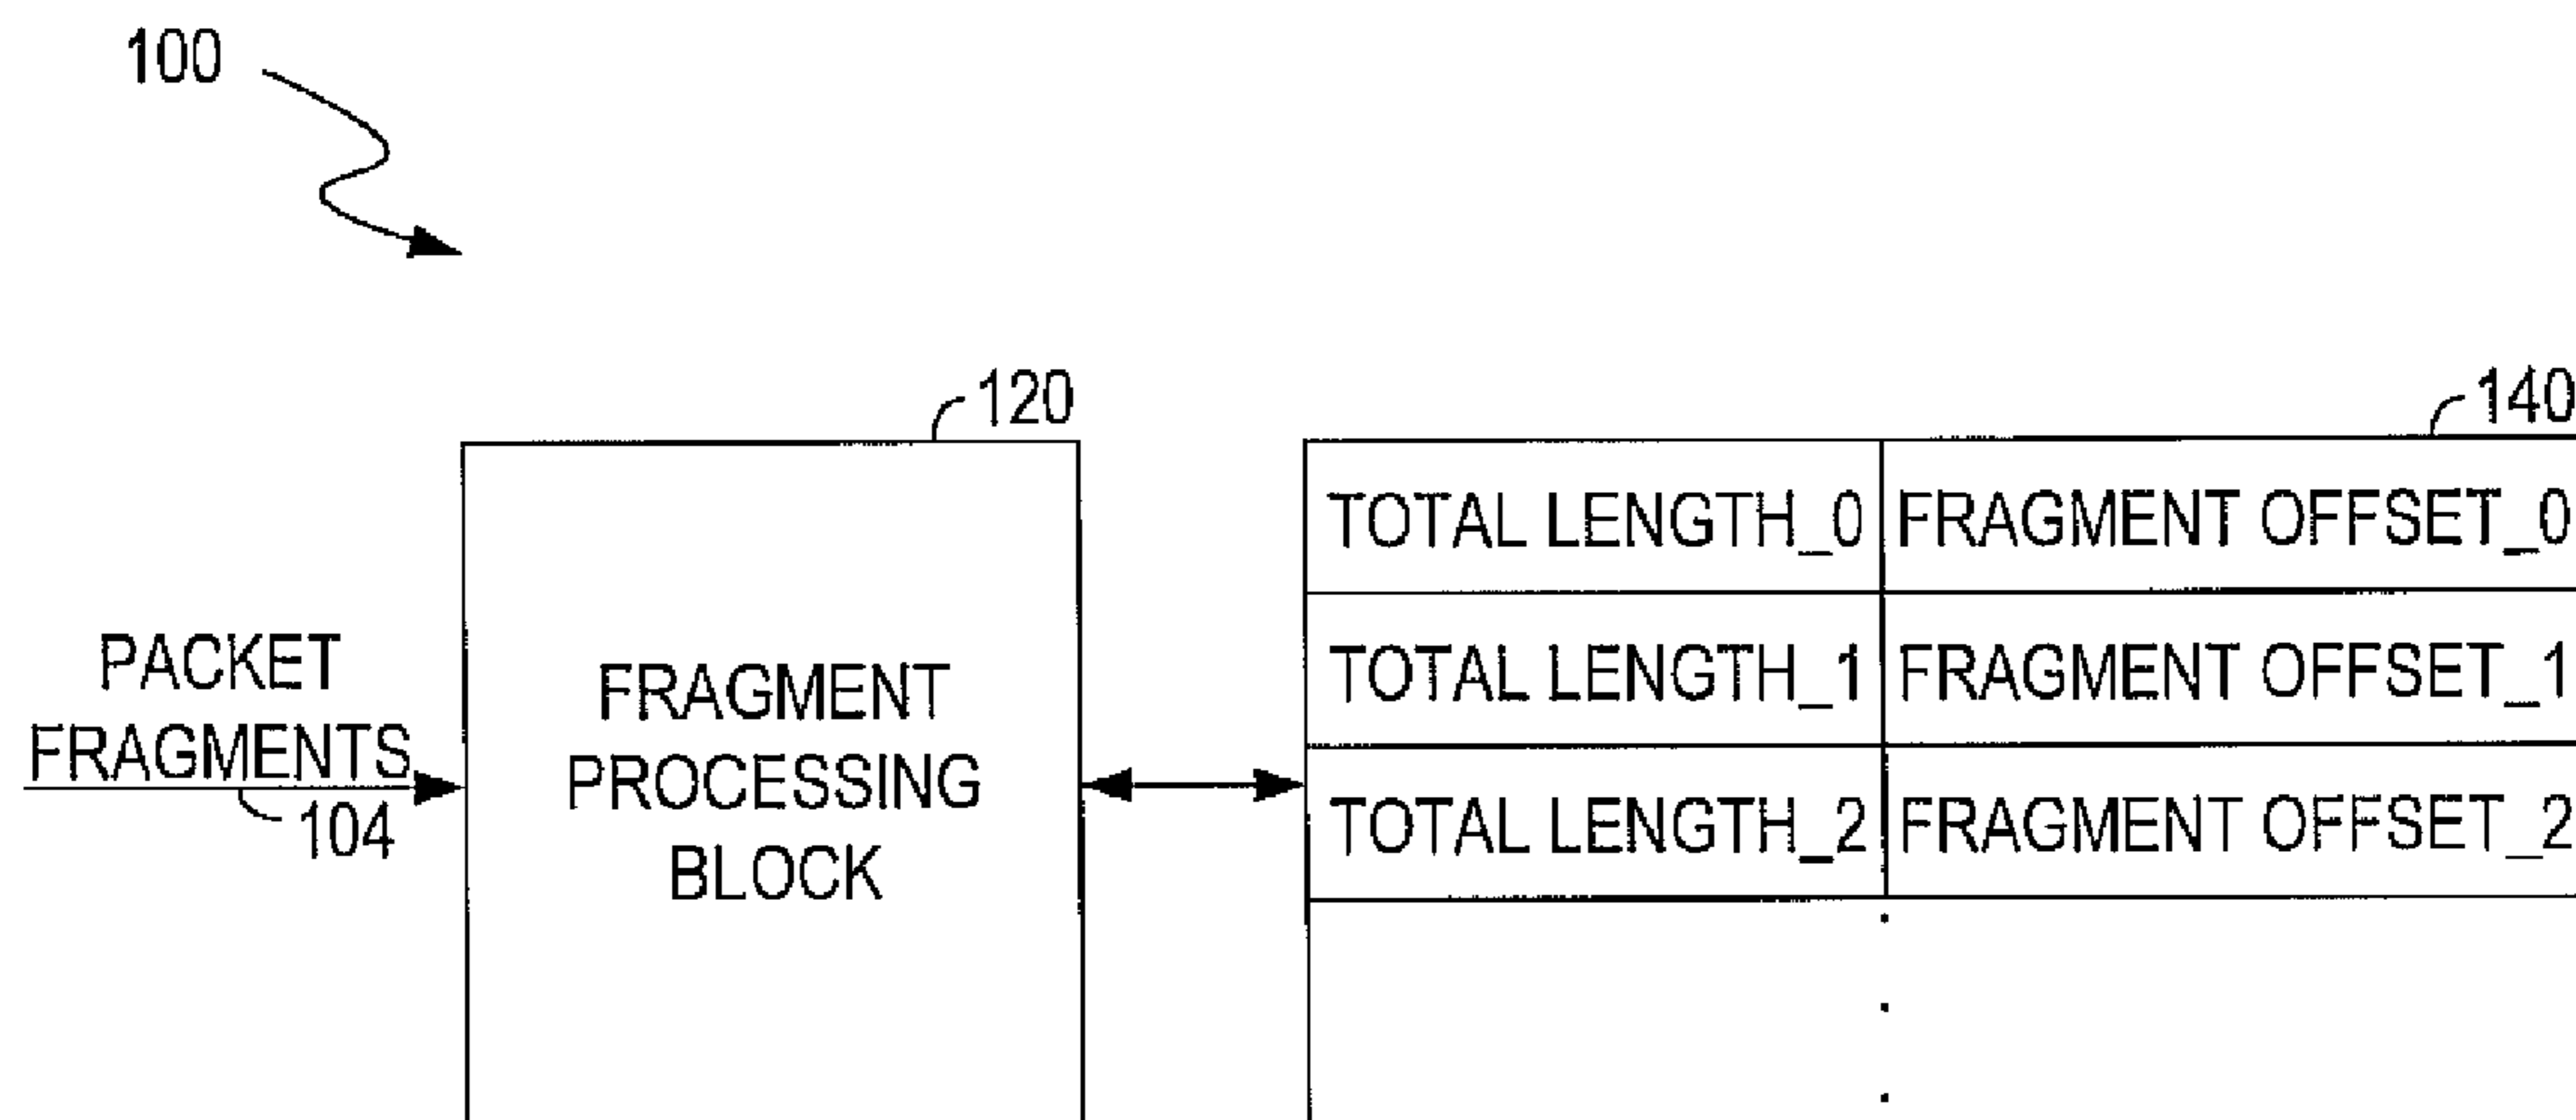 100
120
140
TOTAL LENGTH_0 FRAGMENT OFFSET_0
TOTAL LENGTH_1 FRAGMENT OFFSET_1
TOTAL LENGTH_2 FRAGMENT OFFSET_2
PACKET
FRAGMENTS
104
FRAGMENT
PROCESSING
BLOCK